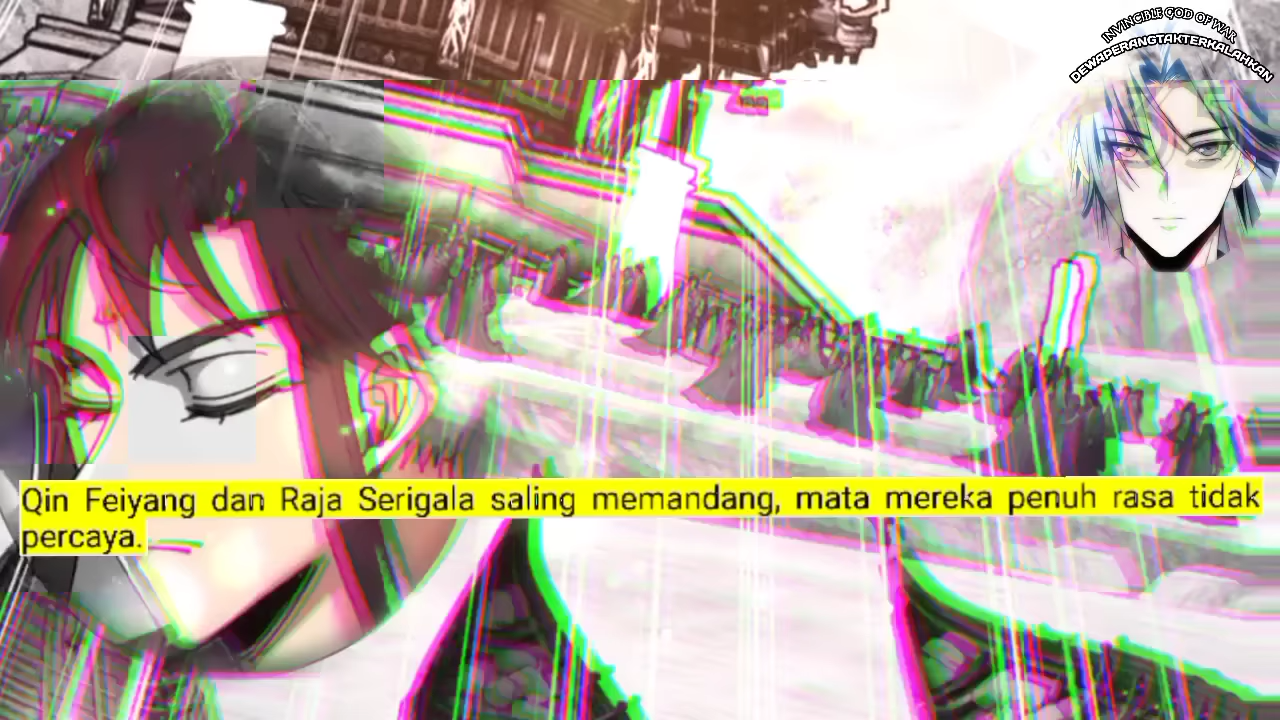 INVINCIBLE GOD OF WAR
DEWAPERANGTAKTERKALAHKAN
Qin Feiyang dan Raja Serigala saling memandang, mata mereka penuh rasa tidak
percaya.